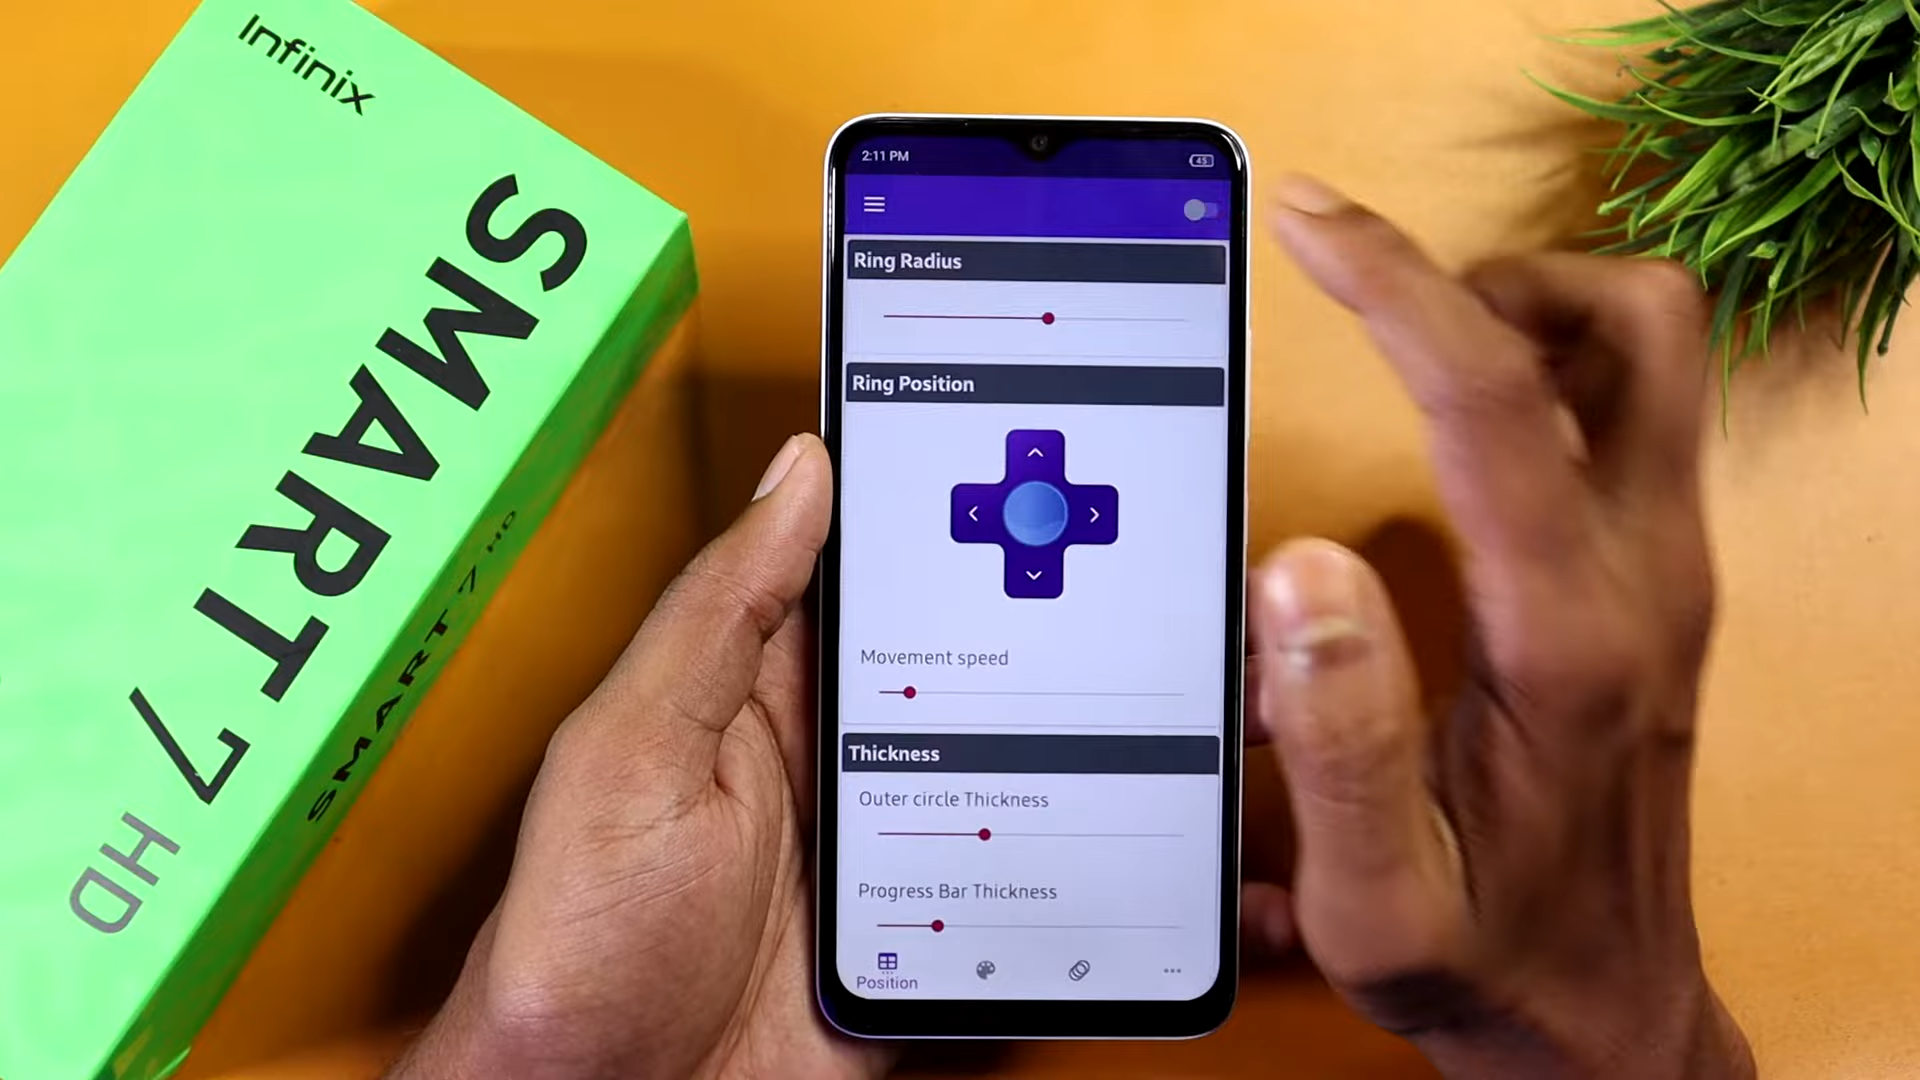 Infinix
SMART 7
HD
SMART 7 HD
2:11 PM
45
Ring Radius
Ring Position
Movement speed
Thickness
Outer circle Thickness
Progress Bar Thickness
Position